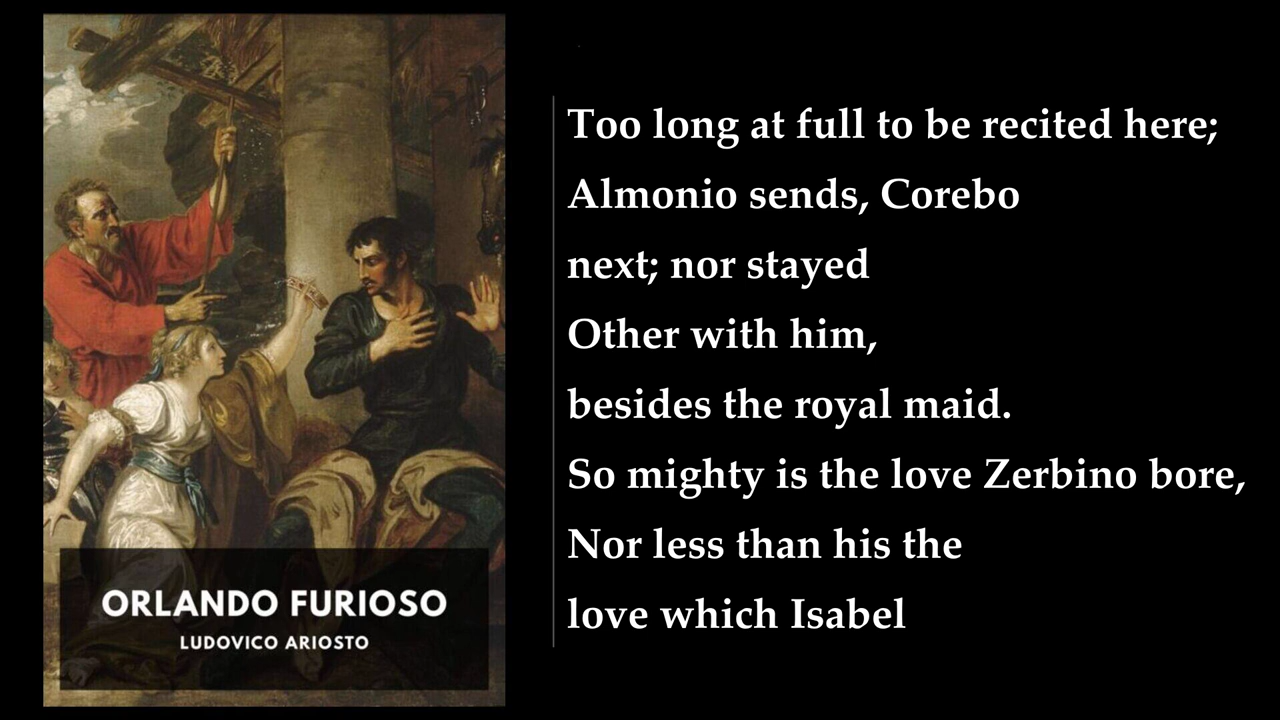 ORLANDO FURIOSO
LUDOVICO ARIOSTO
Too long at full to be recited here;
Almonio sends, Corebo
next; nor stayed
Other with him,
besides the royal maid.
So mighty is the love Zerbino bore,
Nor less than his the
love which Isabel